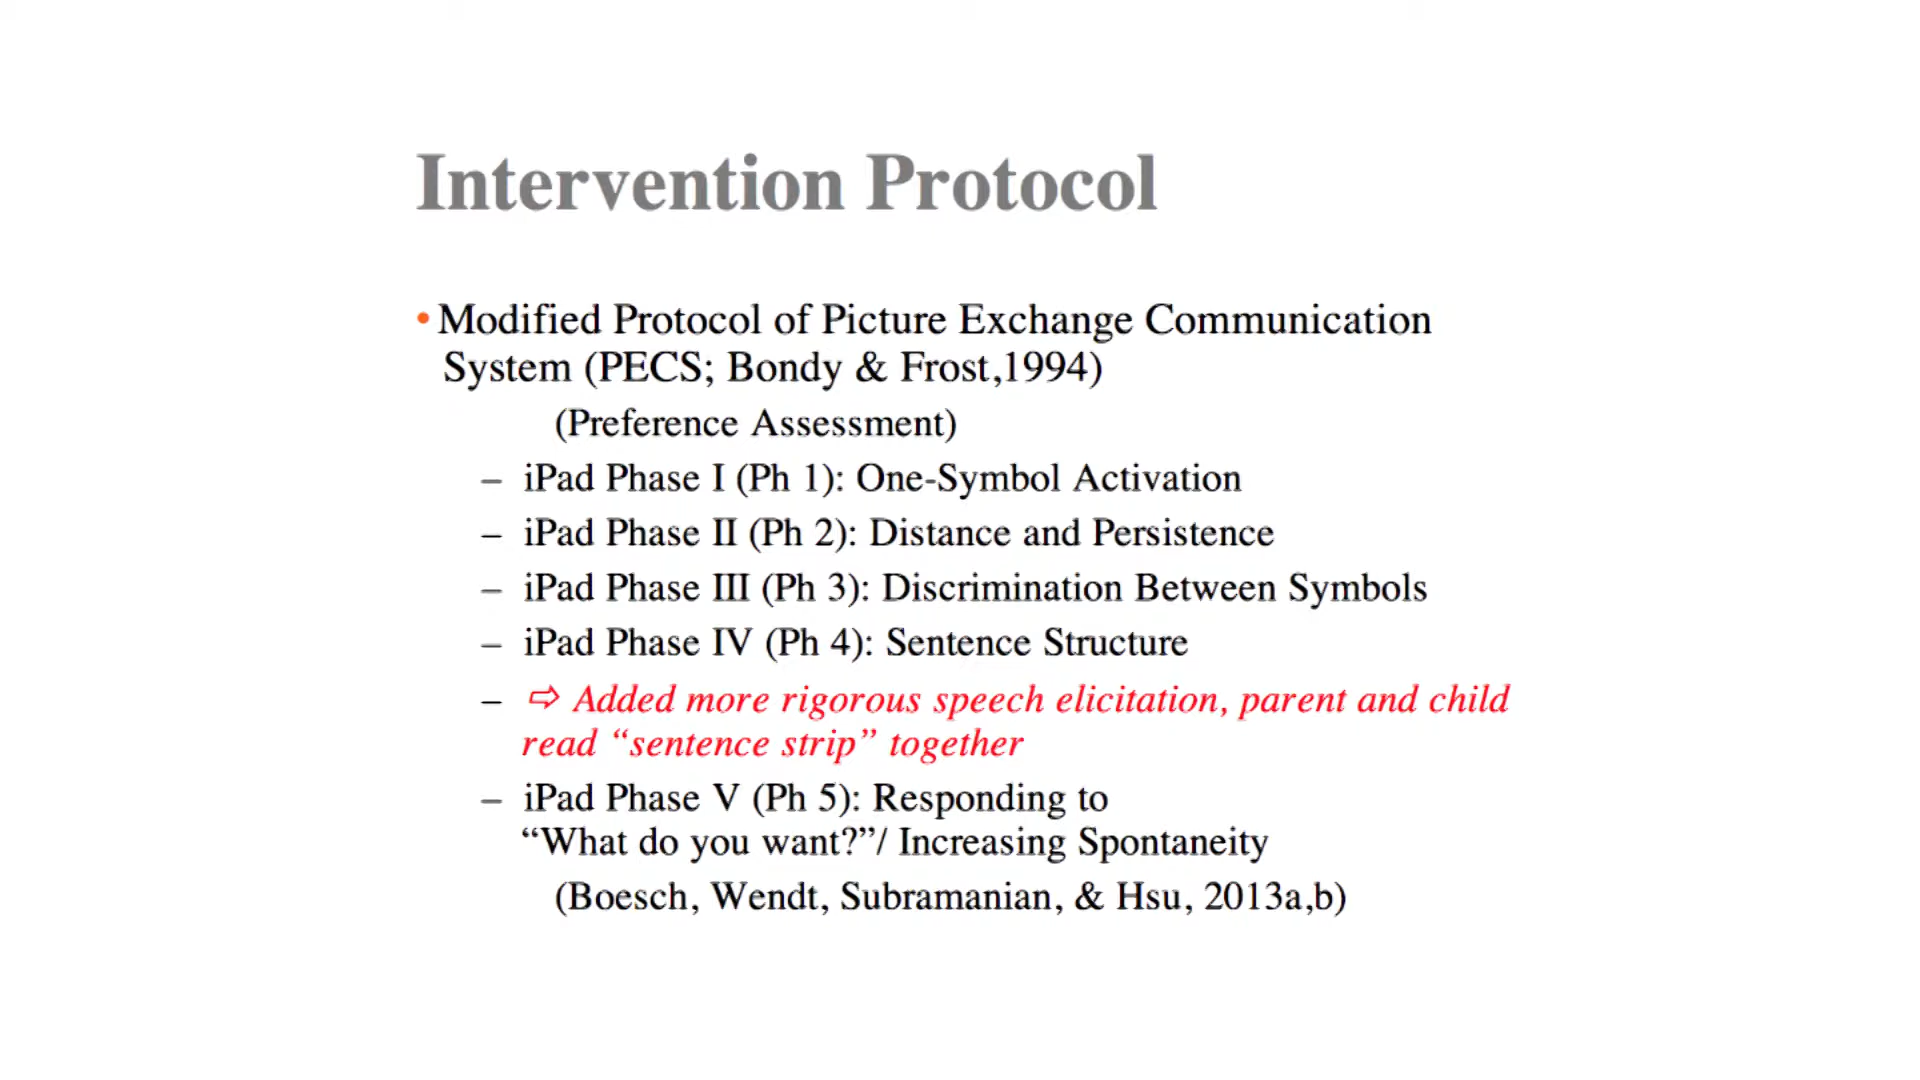 Intervention Protocol
• Modified Protocol of Picture Exchange Communication
System (PECS; Bondy & Frost,1994)
(Preference Assessment)
– iPad Phase I (Ph 1): One-Symbol Activation
– iPad Phase II (Ph 2): Distance and Persistence
– iPad Phase III (Ph 3): Discrimination Between Symbols
– iPad Phase IV (Ph 4): Sentence Structure
– ⇨ Added more rigorous speech elicitation, parent and child
read “sentence strip” together
– iPad Phase V (Ph 5): Responding to
“What do you want?”/ Increasing Spontaneity
(Boesch, Wendt, Subramanian, & Hsu, 2013a,b)